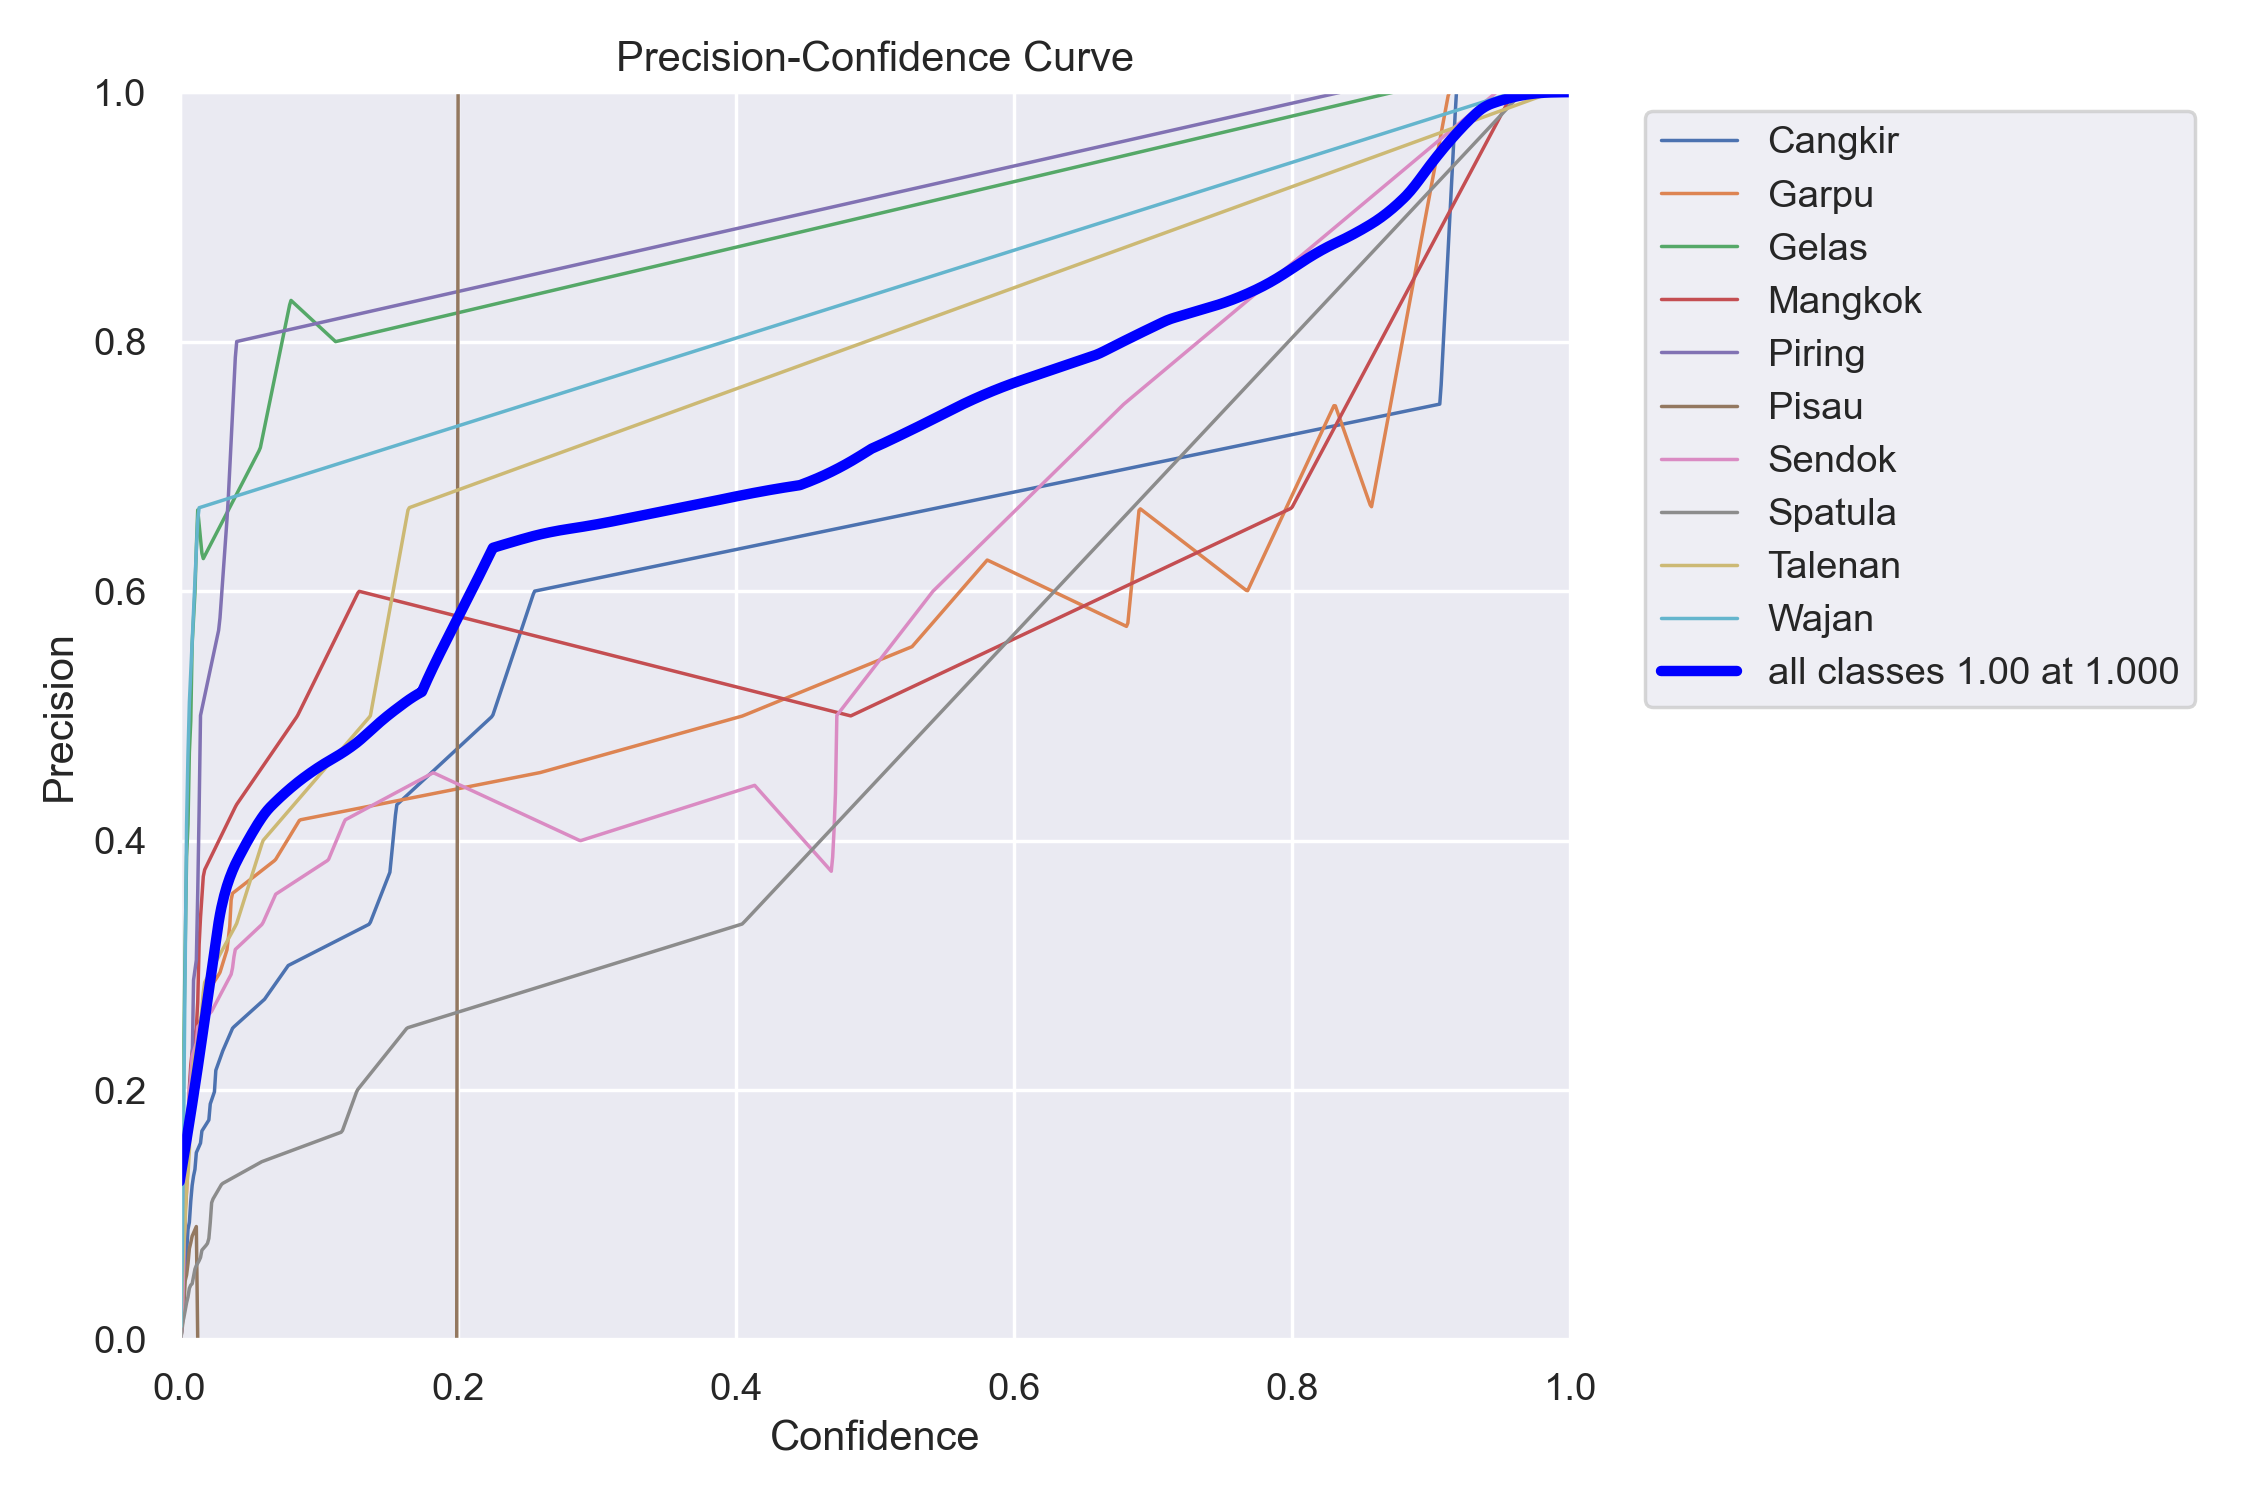 Precision-Confidence Curve
1.0
0.8
0.6
0.4
0.2
0.0
Precision
0.0 0.2 0.4 0.6 0.8 1.0
Confidence
Cangkir
Garpu
Gelas
Mangkok
Piring
Pisau
Sendok
Spatula
Talenan
Wajan
all classes 1.00 at 1.000